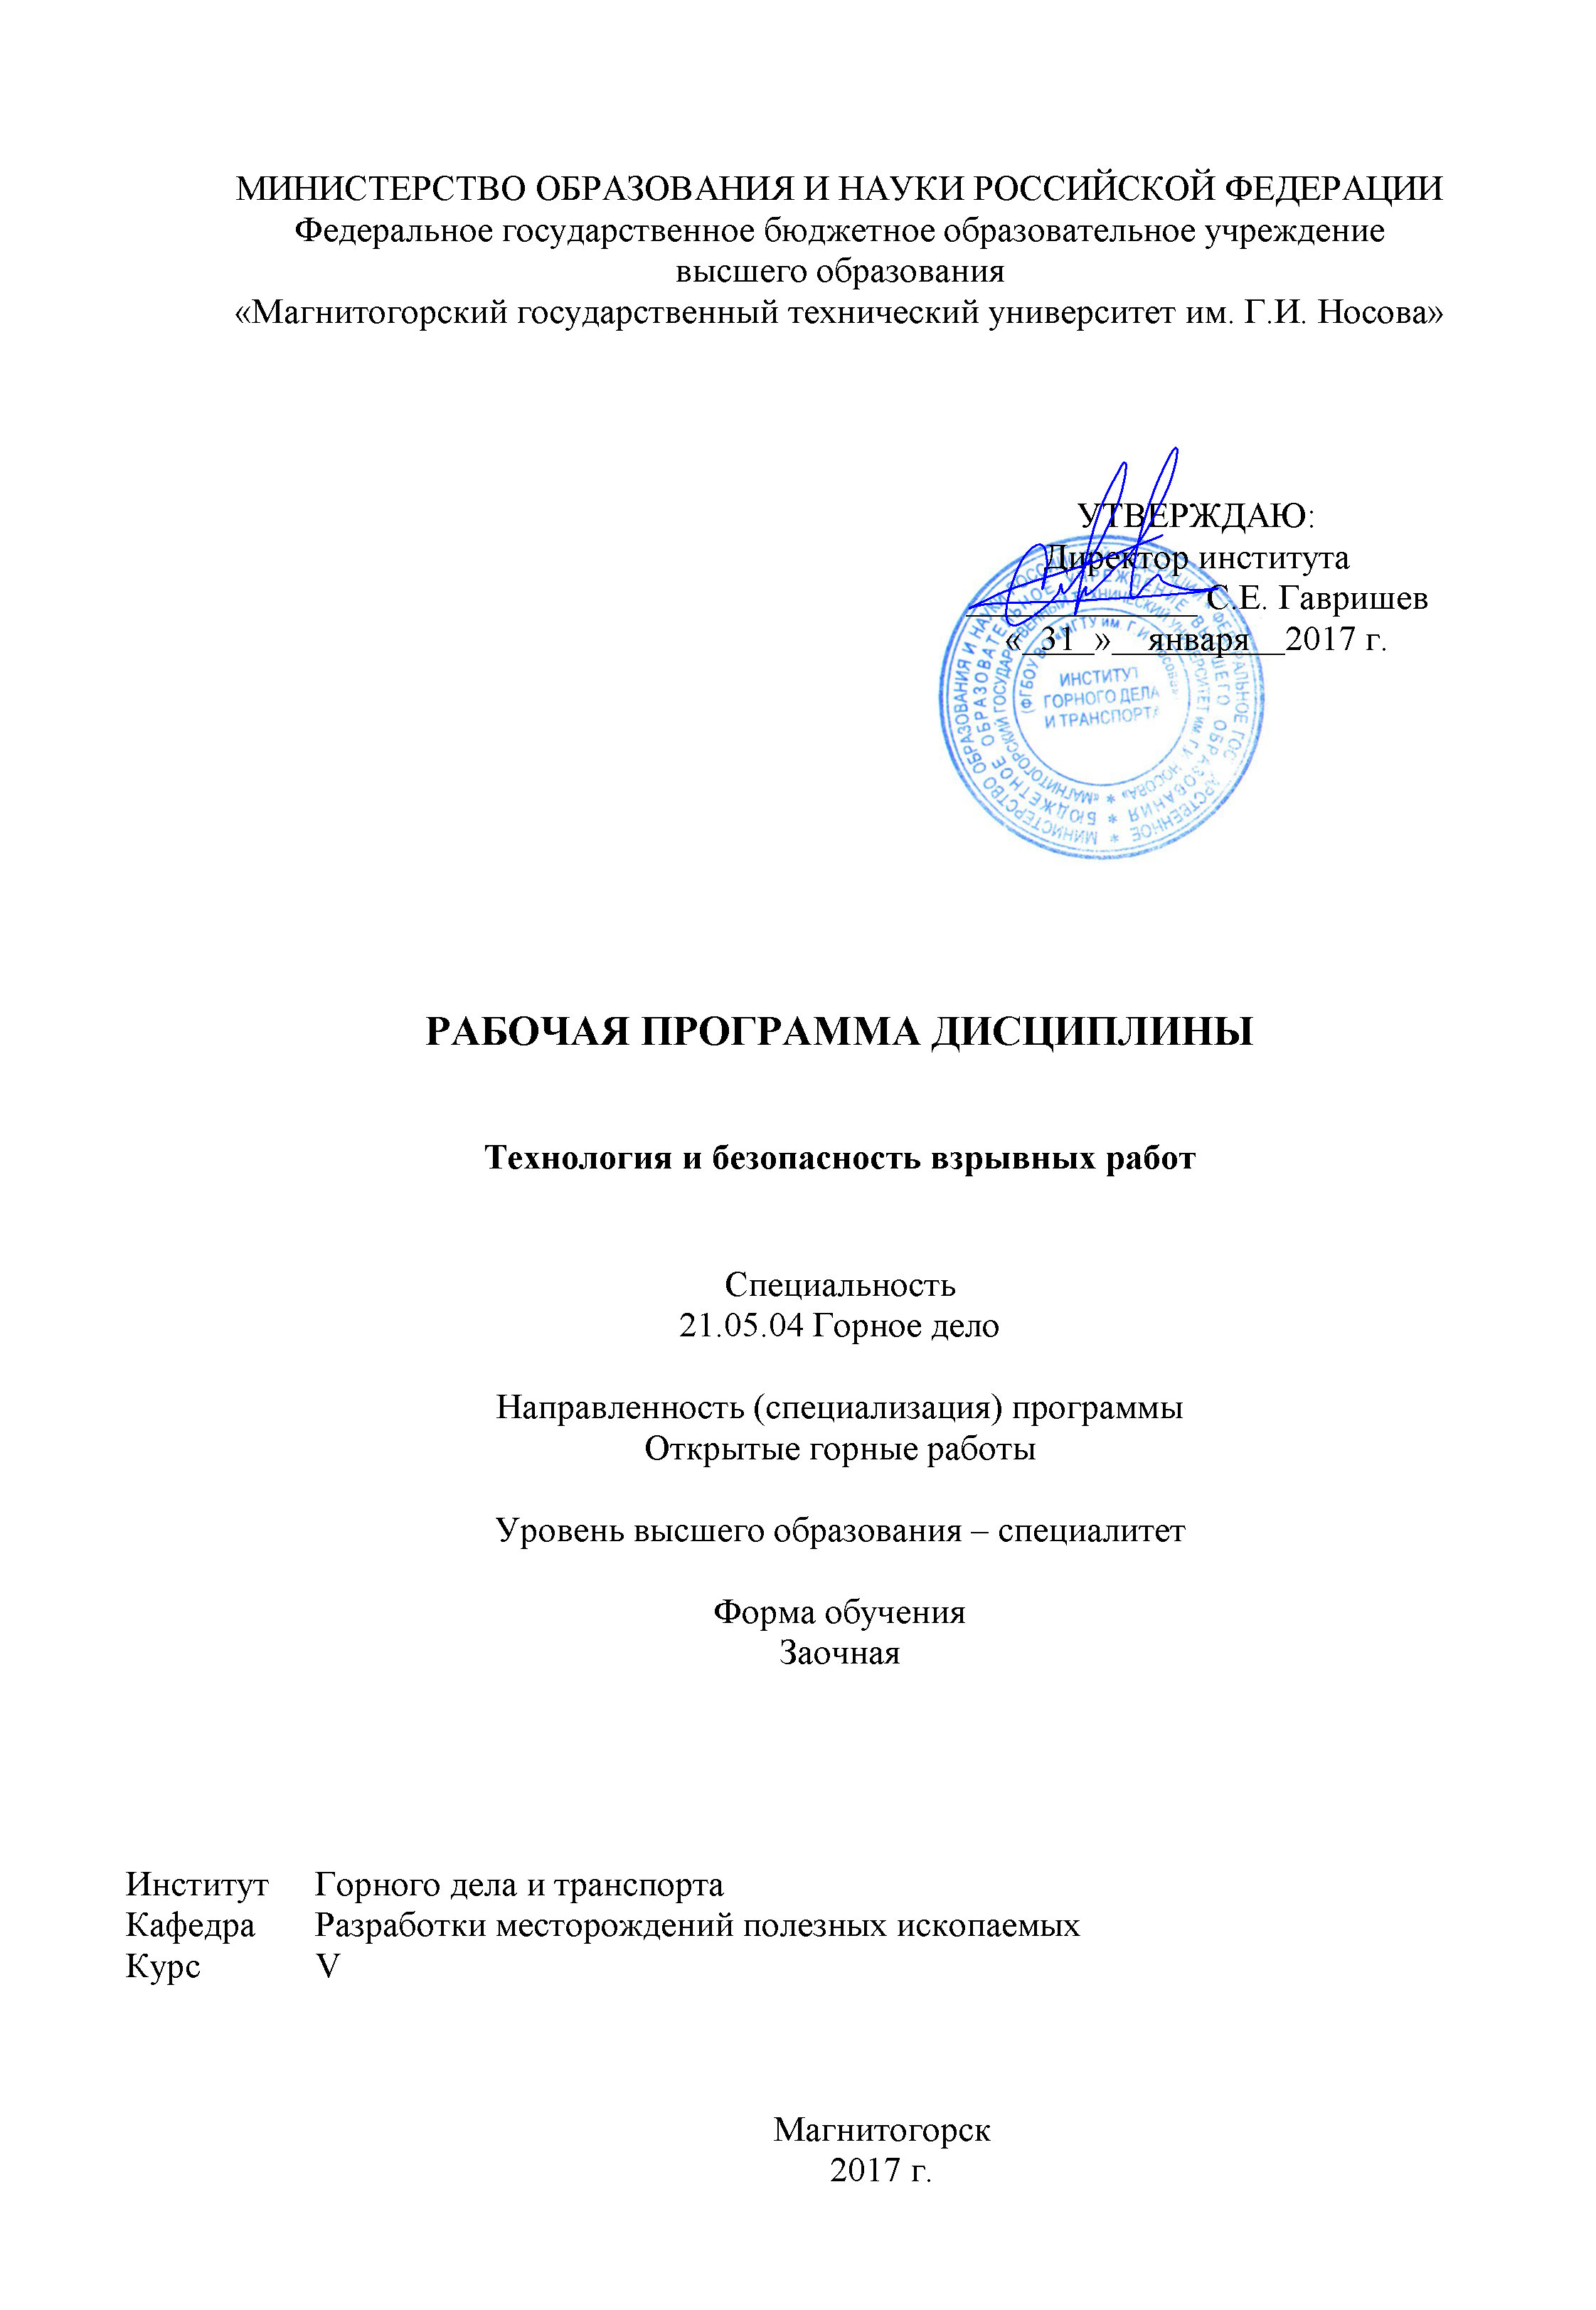 МИНИСТЕРСТВО ОБРАЗОВАНИЯ И НАУКИ РОССИЙСКОЙ ФЕДЕРАЦИИ
Федеральное государственное бюджетное образовательное учреждение
высшего образования
«Магнитогорский государственный технический университет им. Г.И. Носова»
УТВЕРЖДАЮ:
Директор института
С.Е. Гавришев
«_31_»__января__2017 г.
ИНСТИТУТ
ГОРНОГО ДЕЛА
И ТРАНСПОРТА
РАБОЧАЯ ПРОГРАММА ДИСЦИПЛИНЫ
Технология и безопасность взрывных работ
Специальность
21.05.04 Горное дело
Направленность (специализация) программы
Открытые горные работы
Уровень высшего образования – специалитет
Форма обучения
Заочная
Институт Горного дела и транспорта
Кафедра Разработки месторождений полезных ископаемых
Курс V
Магнитогорск
2017 г.